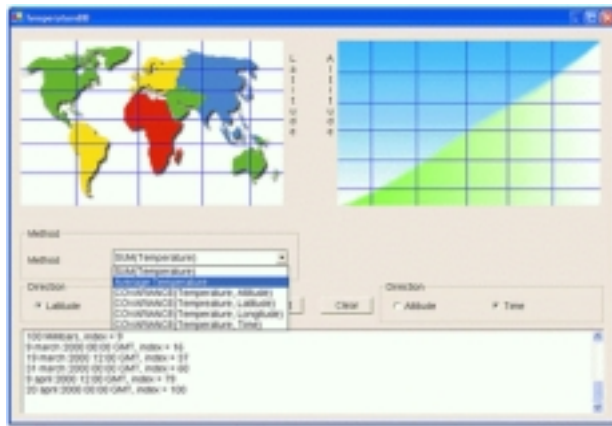 TemperatureDB
Latitude
Altitude
Method
Method
SUM(Temperature)
SUM(Temperature)
Average Temperature
COVARIANCE(Temperature, Altitude)
COVARIANCE(Temperature, Latitude)
COVARIANCE(Temperature, Longitude)
COVARIANCE(Temperature, Time)
Direction
Latitude
Clear
Direction
Altitude
Time
100 Millibars, index = 9
9 march 2000 00:00 GMT, index = 16
19 march 2000 12:00 GMT, index = 37
31 march 2000 00:00 GMT, index = 60
9 april 2000 12:00 GMT, index = 79
20 april 2000 00:00 GMT, index = 100